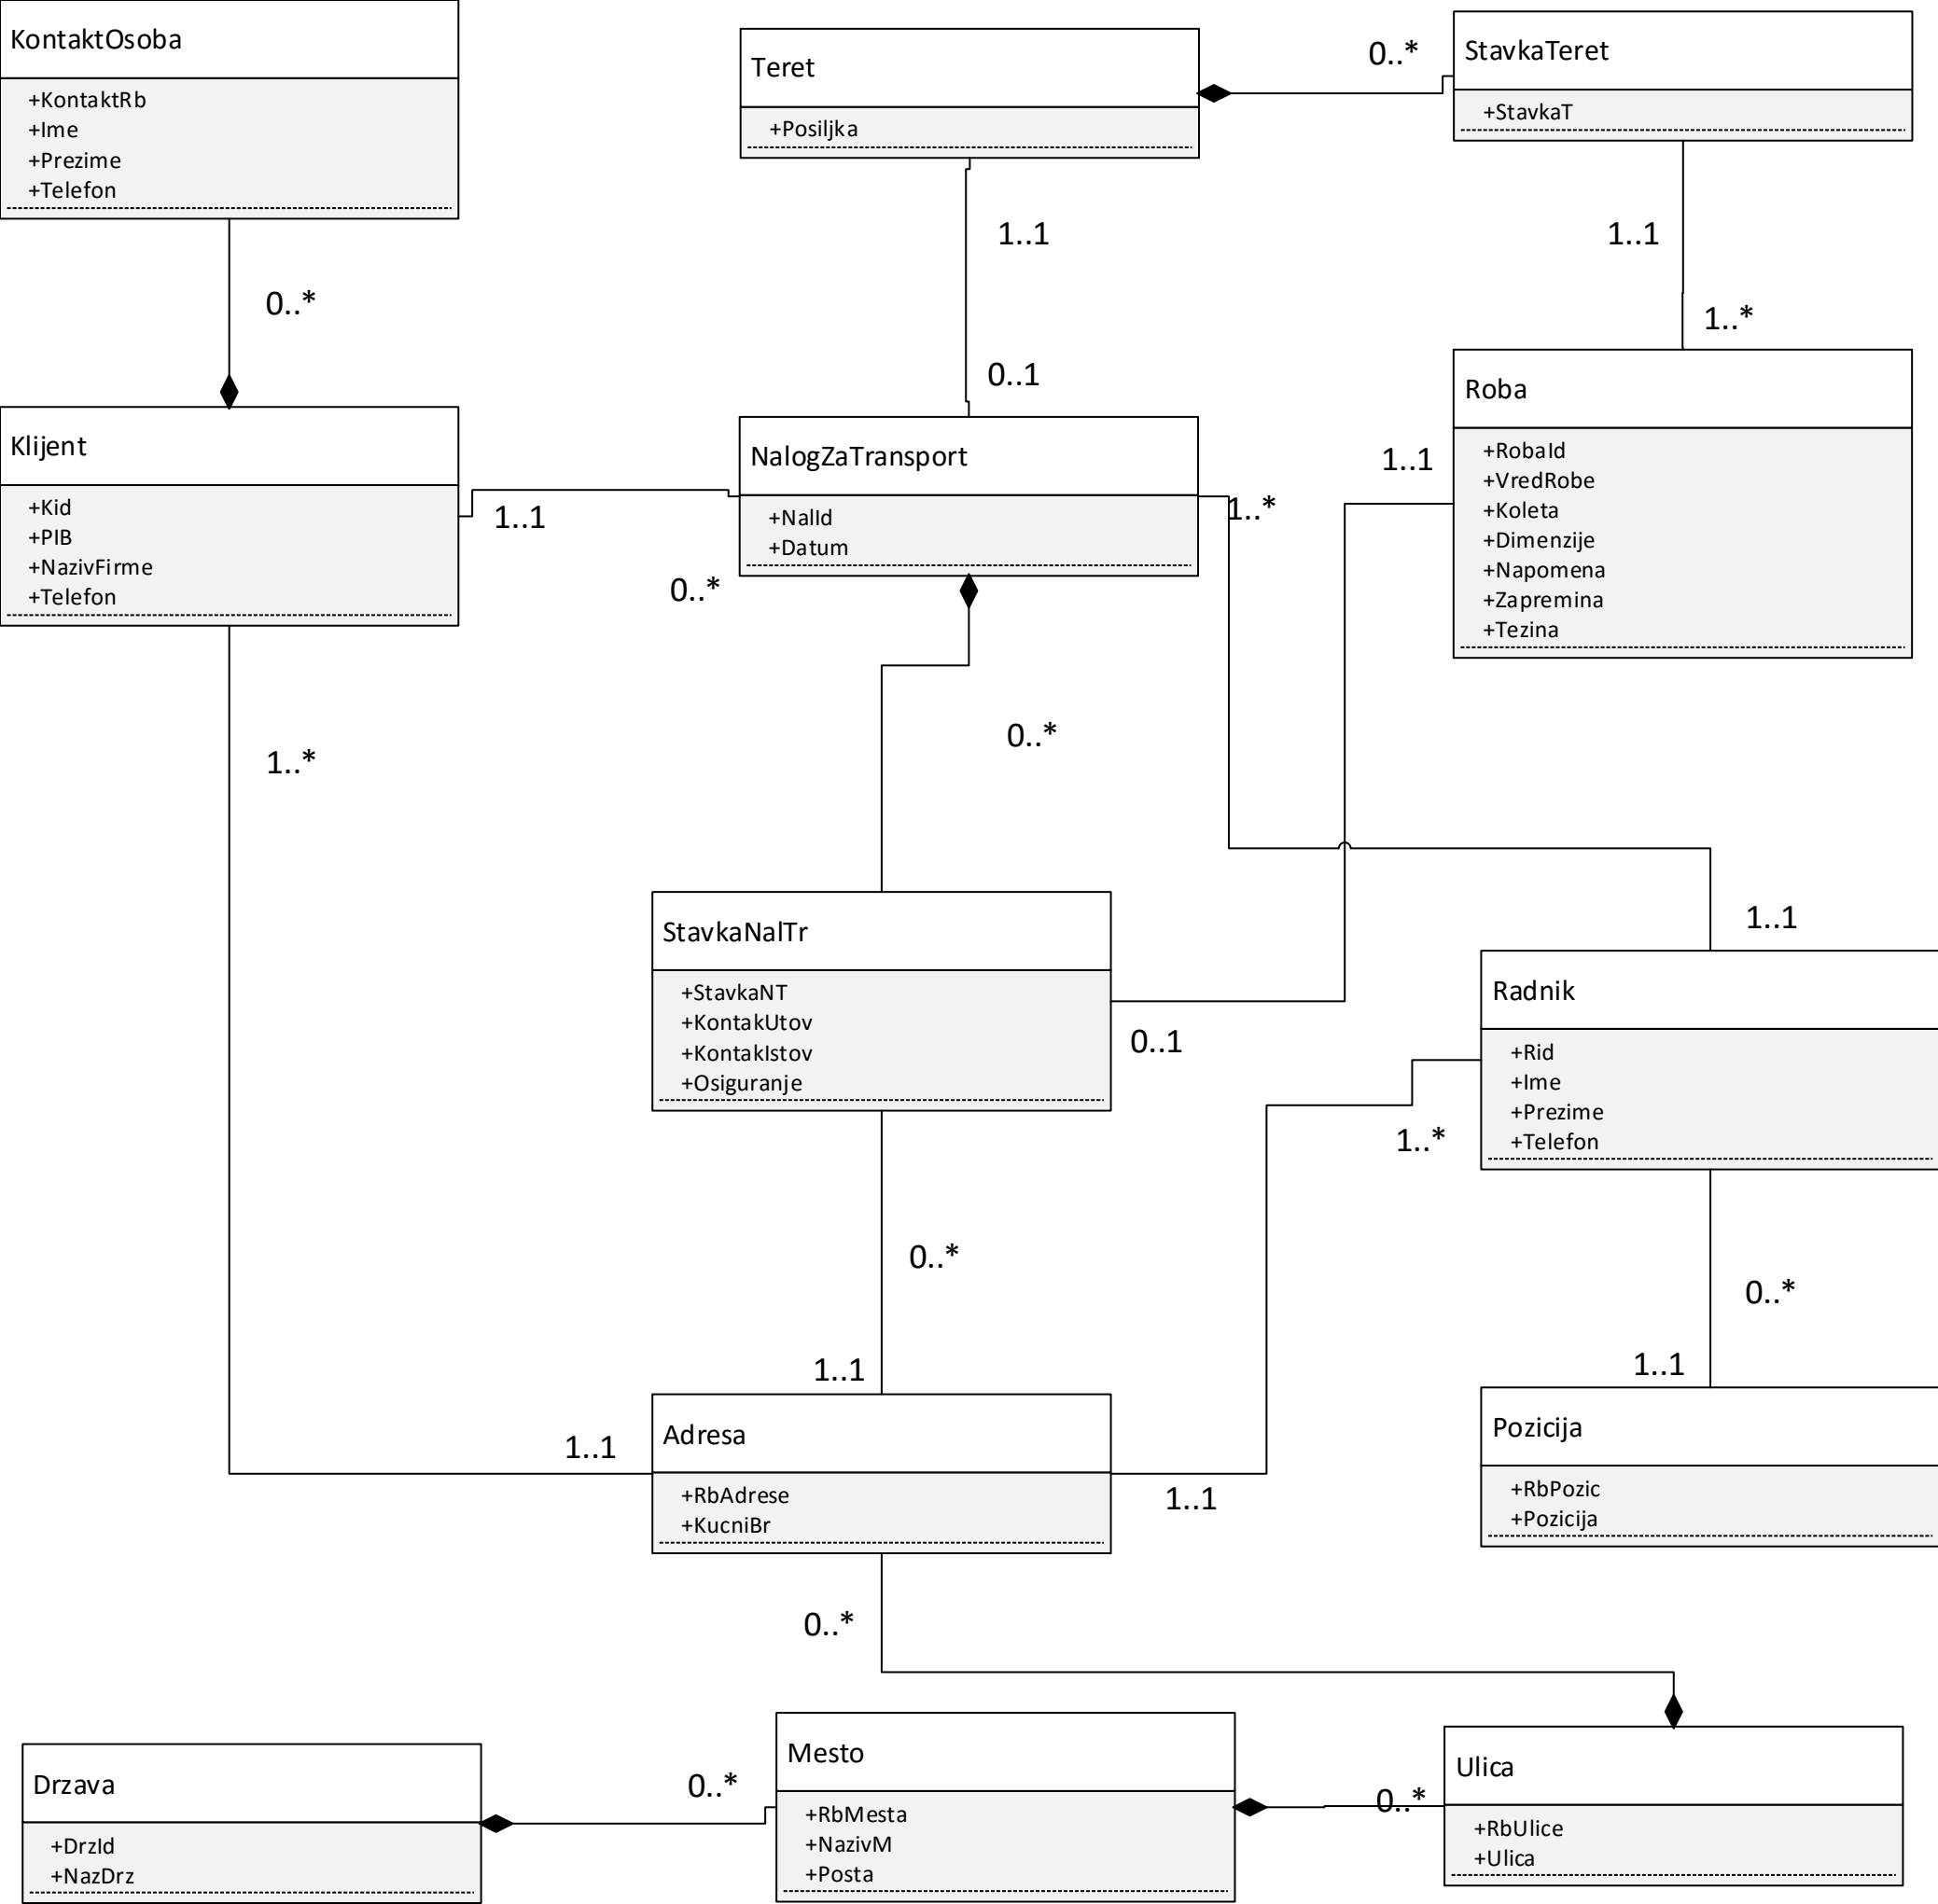 KontaktOsoba
+KontaktRb
+Ime
+Prezime
+Telefon
Teret
+Posiljka
0..*
StavkaTeret
+StavkaT
1..1
1..1
0..*
1..*
0..1
Klijent
+Kid
+PIB
+NazivFirme
+Telefon
1..1
NalogZaTransport
+NalId
+Datum
0..*
1..*
1..1
Roba
+RobaId
+VredRobe
+Koleta
+Dimenzije
+Napomena
+Zapremina
+Tezina
1..*
0..*
StavkaNalTr
+StavkaNT
+KontakUtov
+KontakIstov
+Osiguranje
0..1
1..1
Radnik
+Rid
+Ime
+Prezime
+Telefon
1..*
0..*
0..*
1..1
1..1
1..1
Adresa
+RbAdrese
+KucniBr
1..1
Pozicija
+RbPozic
+Pozicija
0..*
Drzava
+DrzId
+NazDrz
0..*
Mesto
+RbMesta
+NazivM
+Posta
0..*
Ulica
+RbUlice
+Ulica